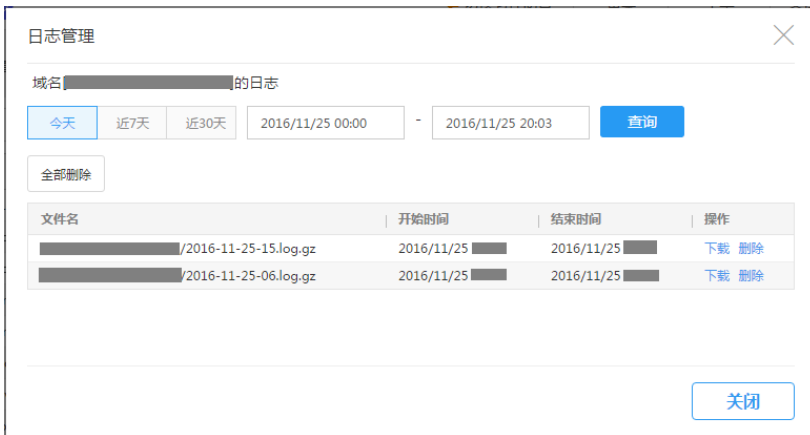 日志管理
域名 的日志
今天 近7天 近30天 2016/11/25 00:00 - 2016/11/25 20:03 查询
全部删除
文件名 开始时间 结束时间 操作
/2016-11-25-15.log.gz 2016/11/25 2016/11/25 下载 删除
/2016-11-25-06.log.gz 2016/11/25 2016/11/25 下载 删除
关闭